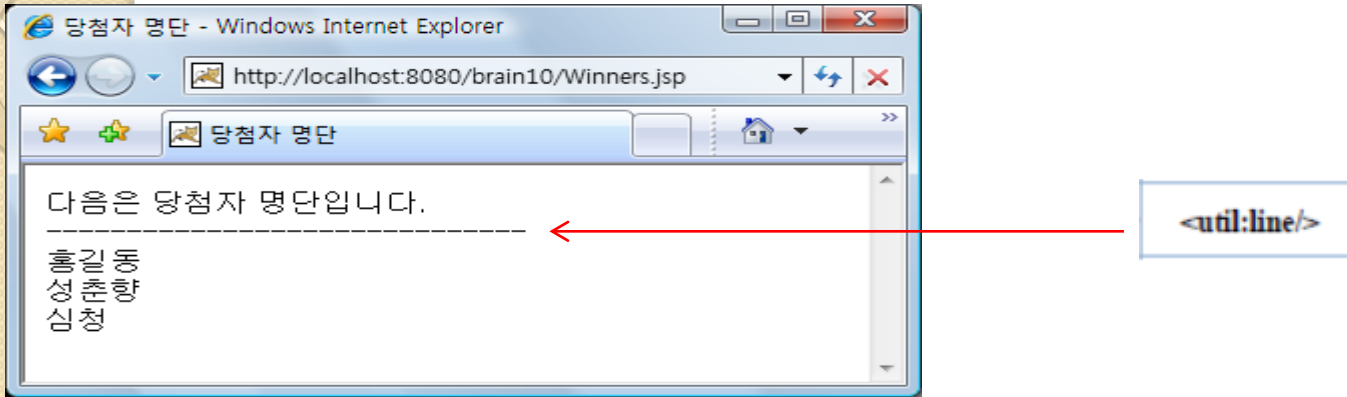 당첨자 명단 - Windows Internet Explorer
http://localhost:8080/brain10/Winners.jsp
당첨자 명단
다음은 당첨자 명단입니다.
------------------------------
<util:line/>
홍길동
성춘향
심청